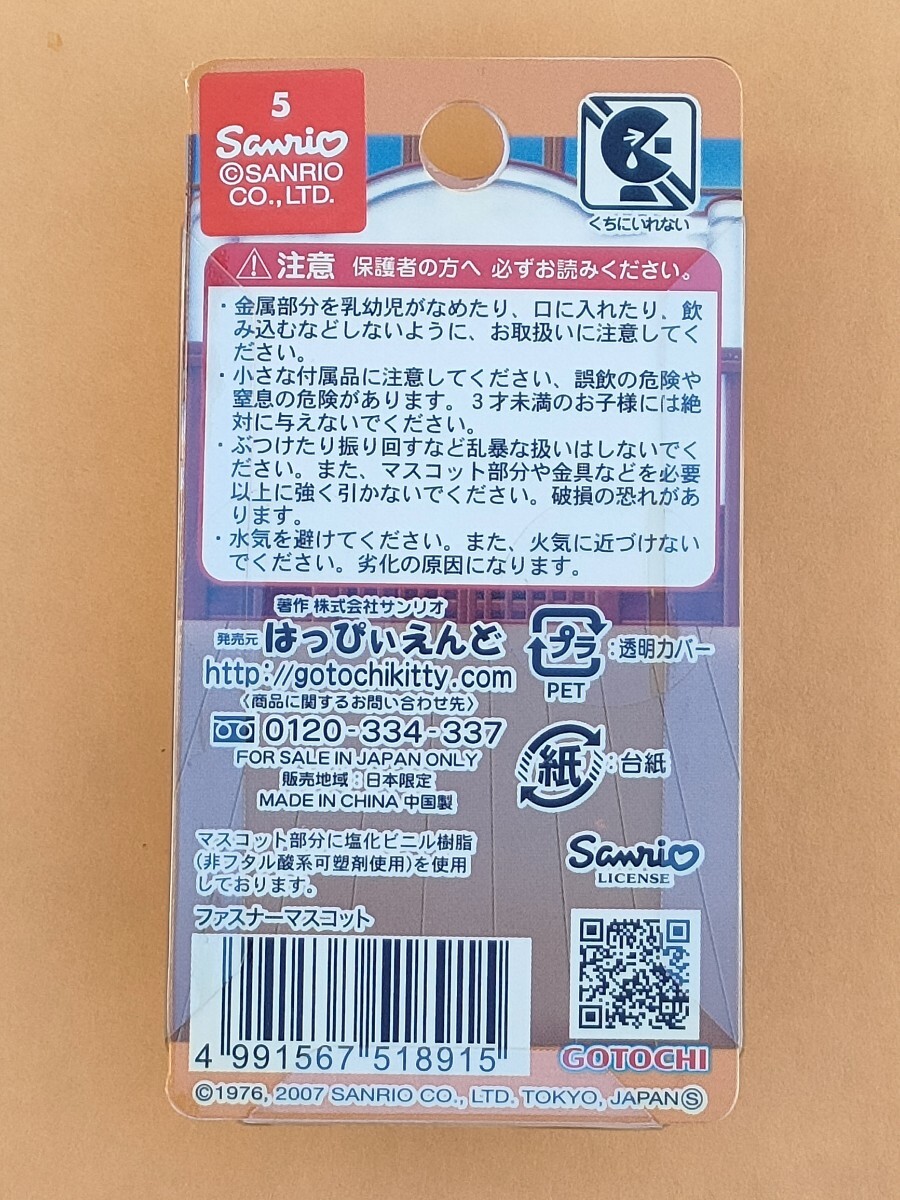 5
Sanrio
©SANRIO
CO., LTD.
くちにいれない
注意 保護者の方へ 必ずお読みください。
・金属部分を乳幼児がなめたり、口に入れたり、飲
み込むなどしないように、お取扱いに注意してく
ださい。
・小さな付属品に注意してください、誤飲の危険や
窒息の危険があります。3才未満のお子様には絶
対に与えないでください。
・ぶつけたり振り回すなど乱暴な扱いはしないでく
ださい。また、マスコット部分や金具などを必要
以上に強く引かないでください。破損の恐れがあ
ります。
・水気を避けてください。また、火気に近づけない
でください。劣化の原因になります。
著作 株式会社サンリオ
発売元 はっぴぃえんど
http://gotochikitty.com
〈商品に関するお問い合わせ先〉
0120-334-337
FOR SALE IN JAPAN ONLY
販売地域：日本限定
MADE IN CHINA 中国製
プラ：透明カバー
PET
紙：台紙
マスコット部分に塩化ビニル樹脂
(非フタル酸系可塑剤使用)を使用
しております。
ファスナーマスコット
Sanrio
LICENSE
4 991567 518915
GOTOCHI
©1976, 2007 SANRIO CO., LTD. TOKYO, JAPAN Ⓢ